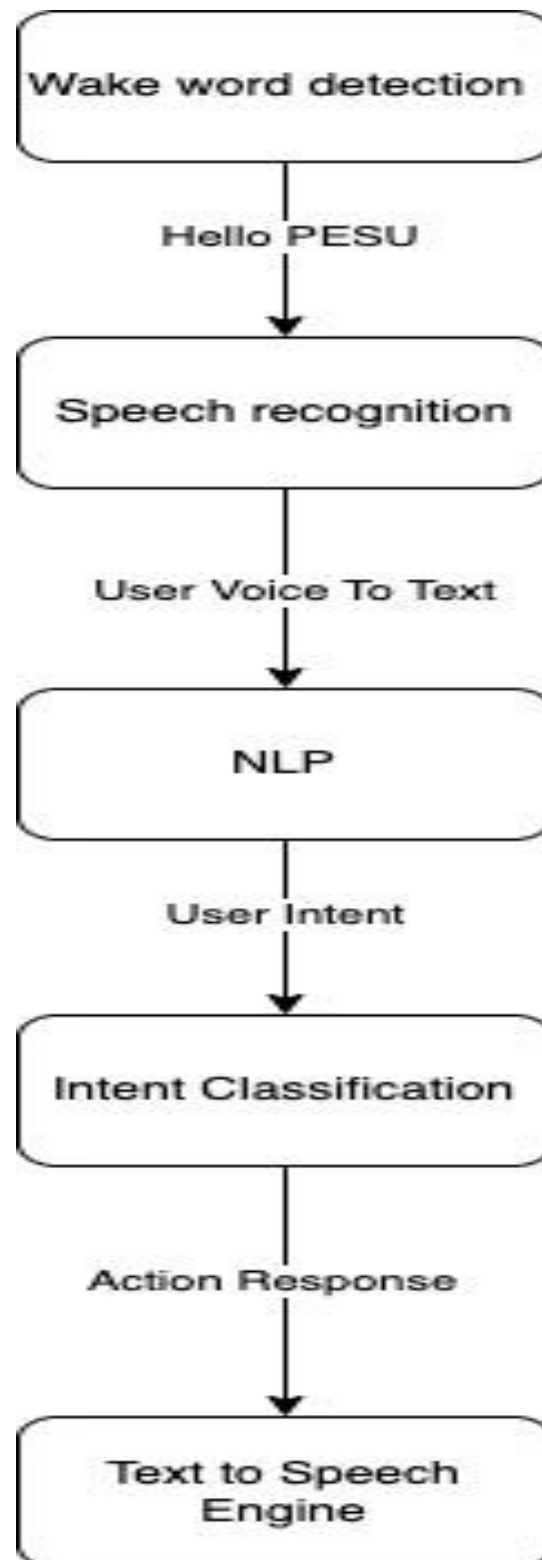 Wake word detection
Hello PESU
Speech recognition
User Voice To Text
NLP
User Intent
Intent Classification
Action Response
Text to Speech
Engine